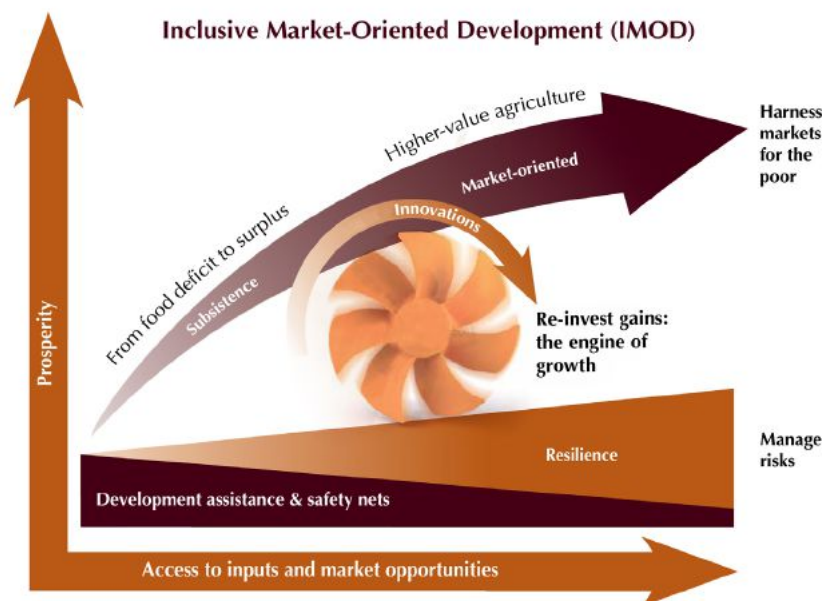 Inclusive Market-Oriented Development (IMOD)
Prosperity
From food deficit to surplus
Higher-value agriculture
Subsistence
Market-oriented
Innovations
Harness
markets
for the
poor
Re-invest gains:
the engine of
growth
Resilience
Manage
risks
Development assistance & safety nets
Access to inputs and market opportunities